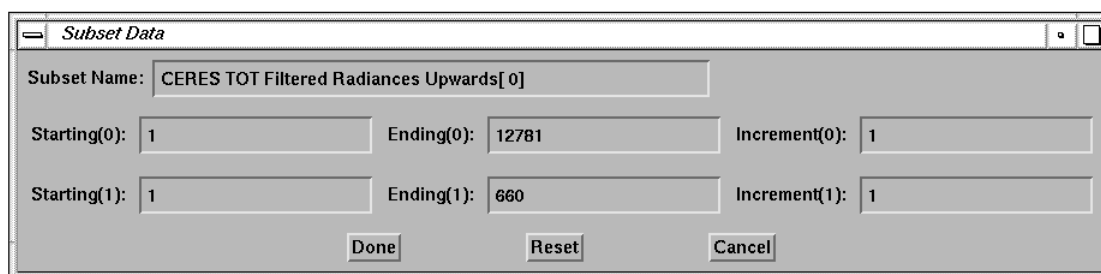 Subset Data
Subset Name: CERES TOT Filtered Radiances Upwards[ 0]
Starting(0): 1 Ending(0): 12781 Increment(0): 1
Starting(1): 1 Ending(1): 660 Increment(1): 1
Done Reset Cancel